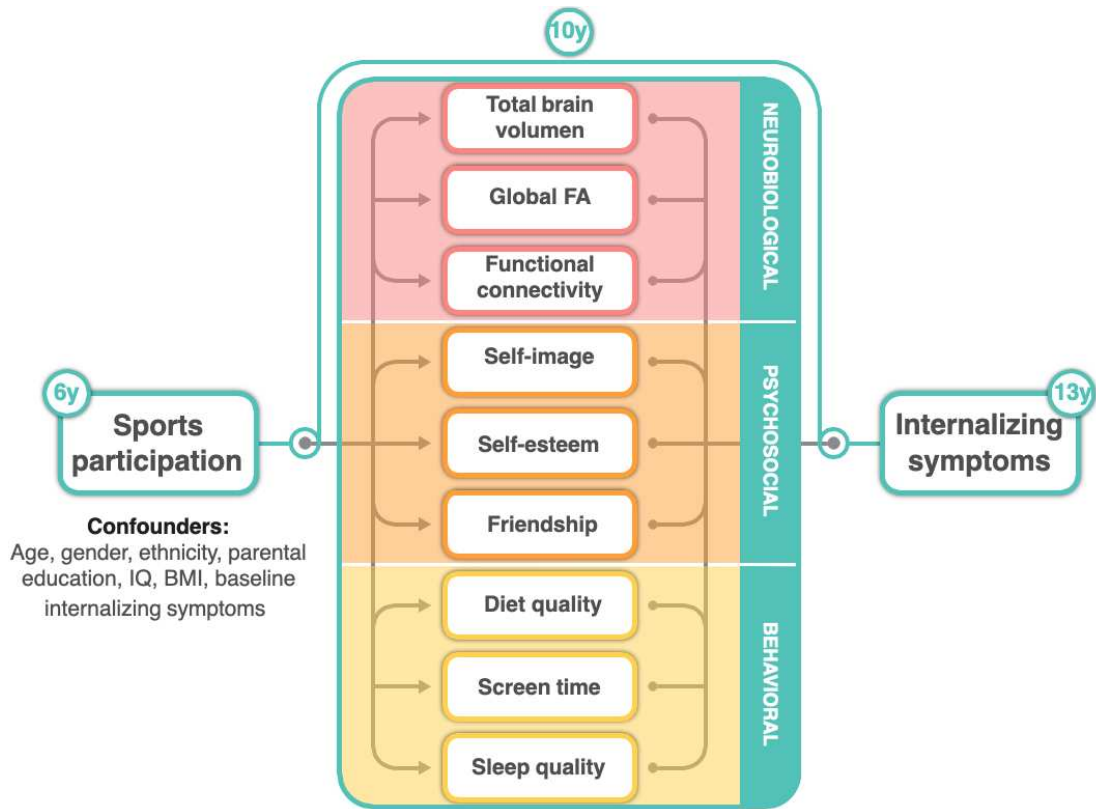 10y
Total brain
volumen
Global FA
Functional
connectivity
NEUROBIOLOGICAL
Self-image
Self-esteem
Friendship
PSYCHOSOCIAL
Diet quality
Screen time
Sleep quality
BEHAVIORAL
6y
Sports
participation
Confounders:
Age, gender, ethnicity, parental
education, IQ, BMI, baseline
internalizing symptoms
13y
Internalizing
symptoms